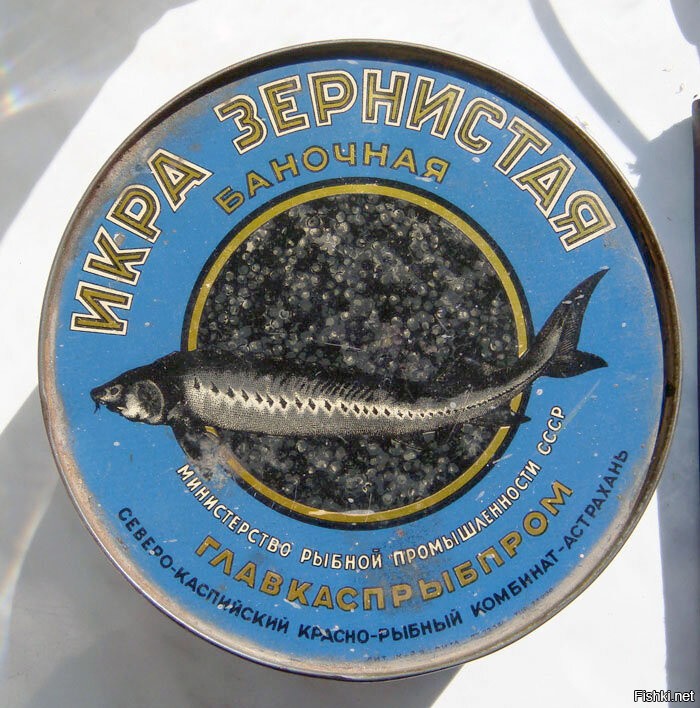 ИКРА ЗЕРНИСТАЯ
БАНОЧНАЯ
МИНИСТЕРСТВО РЫБНОЙ ПРОМЫШЛЕННОСТИ СССР
ГЛАВКАСПРЫБПРОМ
СЕВЕРО-КАСПИЙСКИЙ КРАСНО-РЫБНЫЙ КОМБИНАТ-АСТРАХАНЬ
Fishki.net